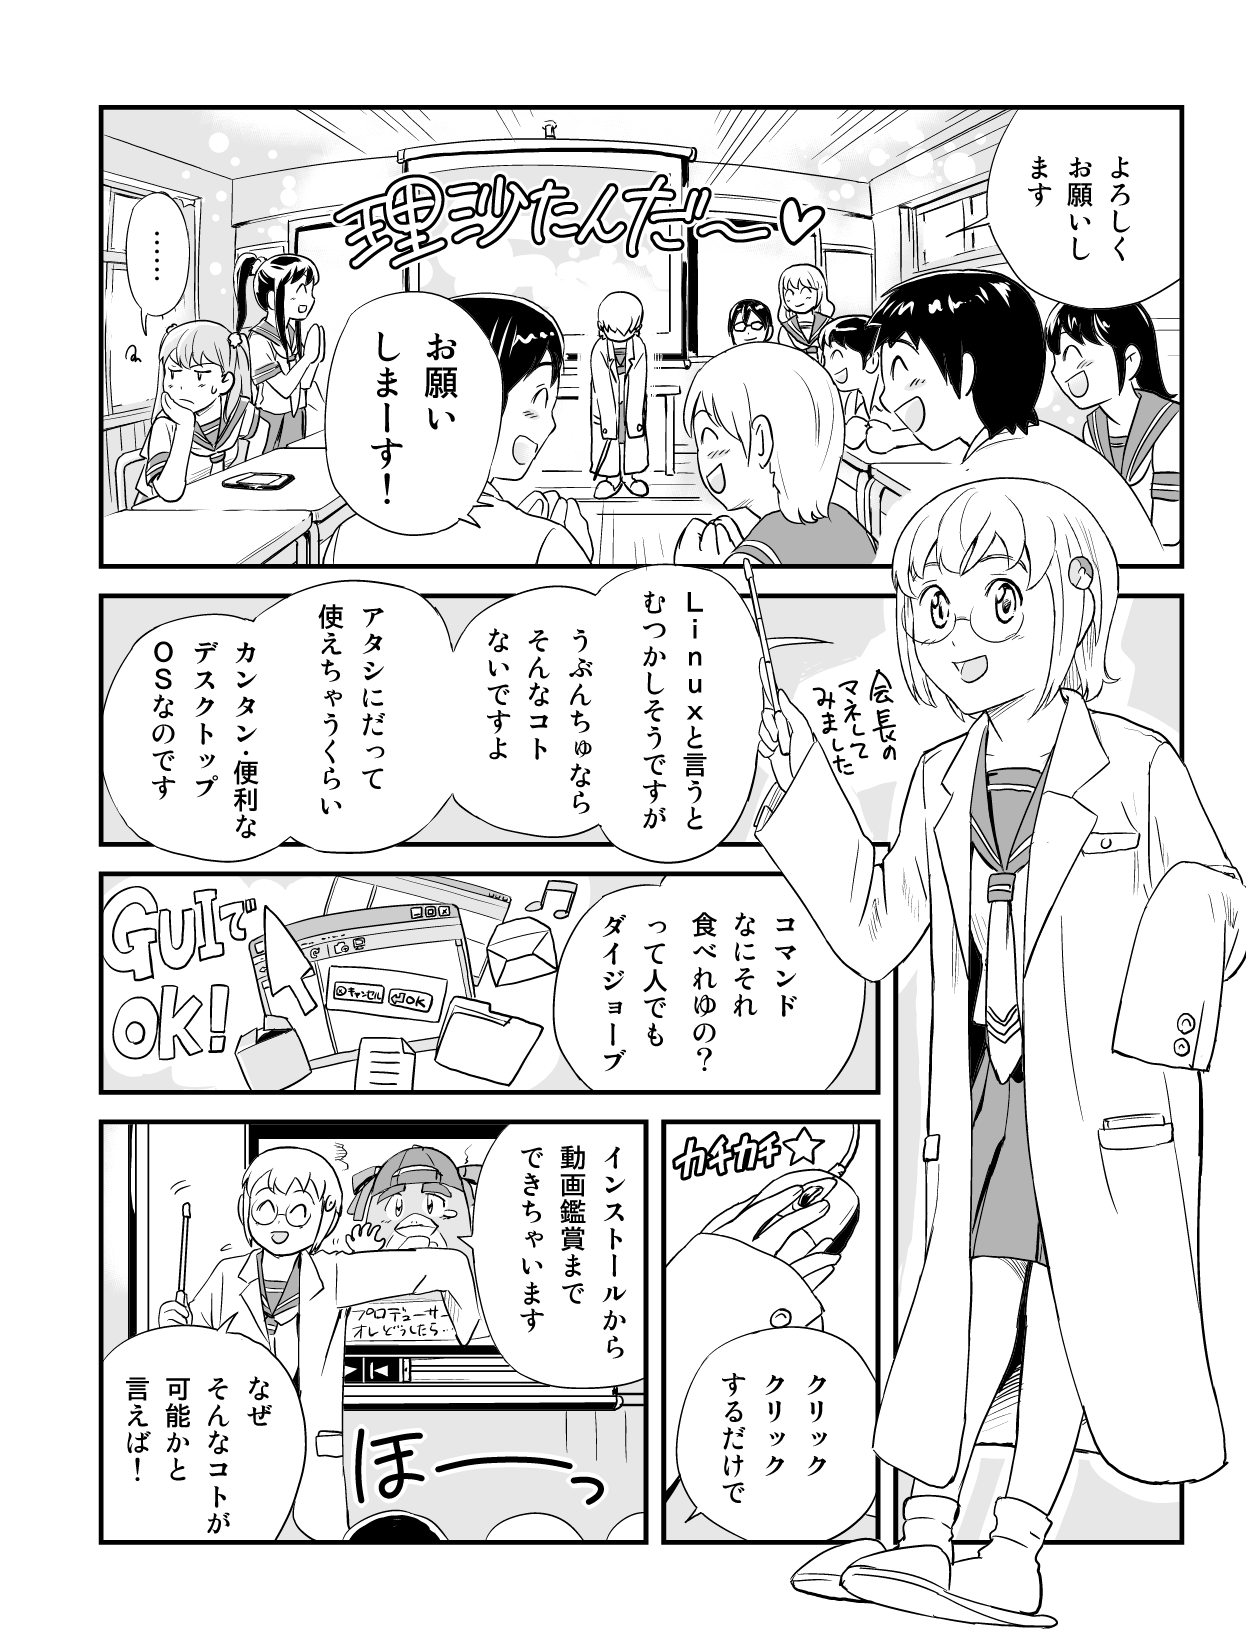 よろしく
お願いし
ます
理沙たんだ〜♡
お願い
しまーす！
……
Linuxと言うと
むつかしそうですが
うぶんちゅなら
そんなコト
ないですよ
アタシにだって
使えちゃうくらい
カンタン・便利な
デスクトップ
OSなのです
会長の
マネして
みました
コマンド
なにそれ
食べれゆの？
って人でも
ダイジョーブ
GUIで
OK!
キャンセル
OK
カチカチ☆
クリック
クリック
するだけで
インストールから
動画鑑賞まで
できちゃいます
プロデューサー
オレどうしたら…
ほーーっ
なぜ
そんなコトが
可能かと
言えば！